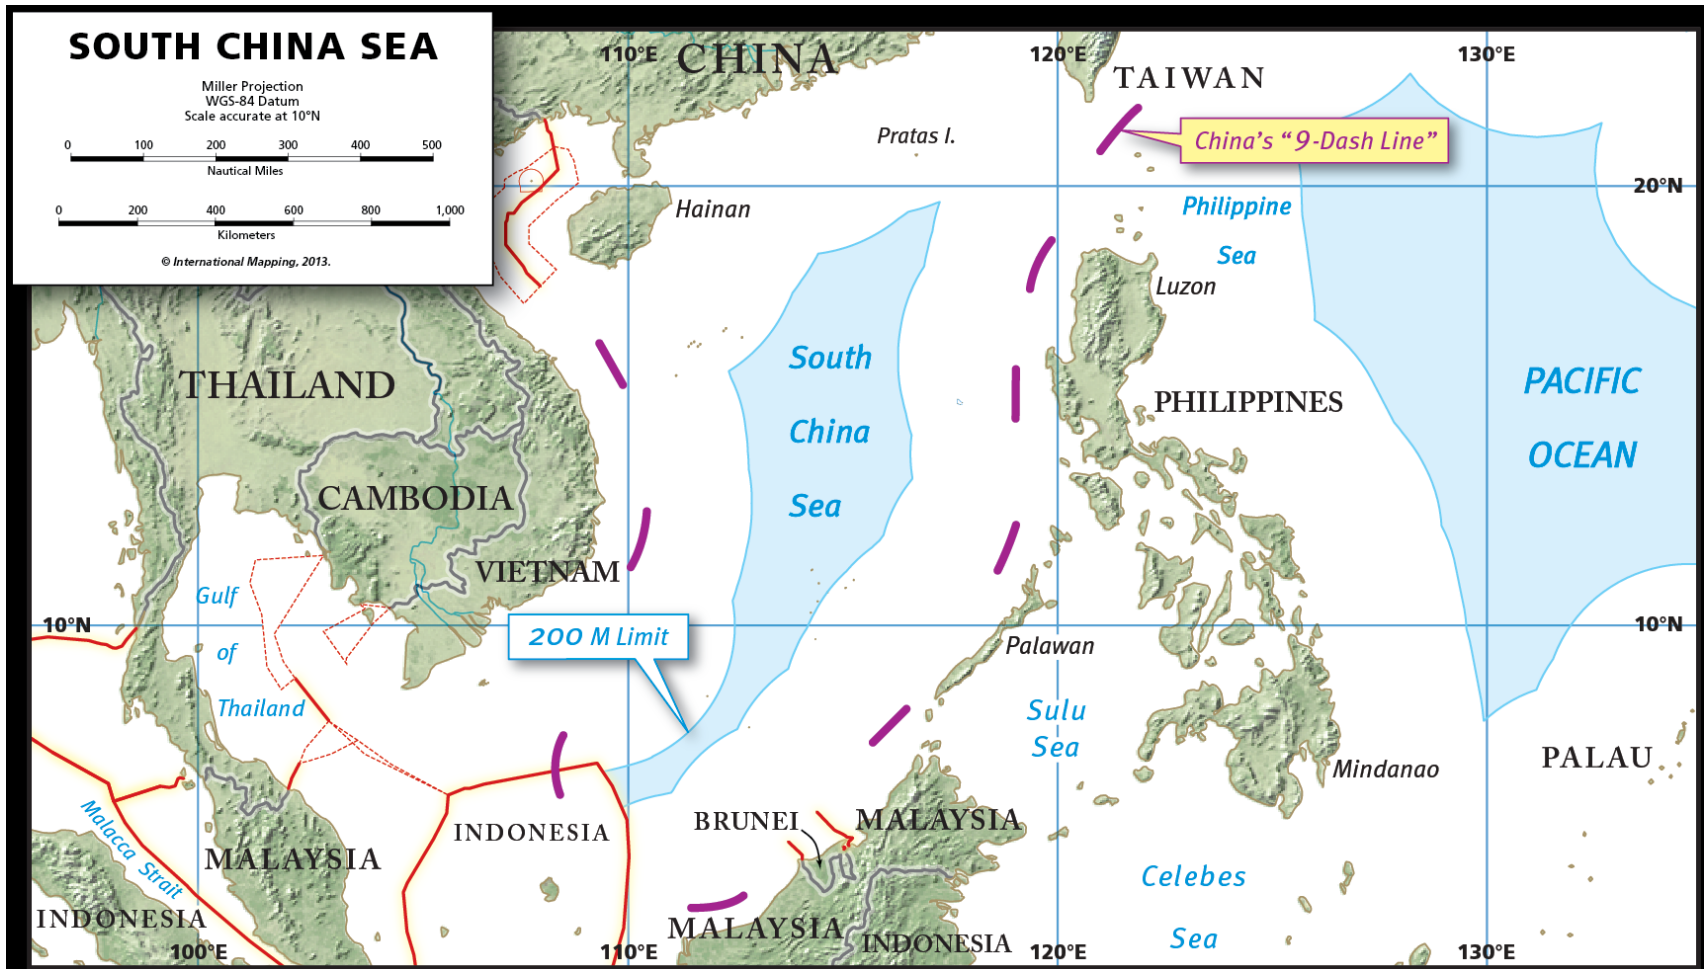 SOUTH CHINA SEA
Miller Projection
WGS-84 Datum
Scale accurate at 10°N
0 100 200 300 400 500
Nautical Miles
0 200 400 600 800 1,000
Kilometers
© International Mapping, 2013.
110°E
CHINA
120°E
130°E
TAIWAN
Pratas I.
China's "9-Dash Line"
20°N
Hainan
Philippine
Sea
Luzon
South
China
Sea
THAILAND
PHILIPPINES
PACIFIC
OCEAN
CAMBODIA
VIETNAM
Gulf
of
Thailand
10°N
200 M Limit
10°N
Palawan
Sulu
Sea
Mindanao
PALAU
Malacca Strait
MALAYSIA
INDONESIA
BRUNEI
MALAYSIA
INDONESIA
MALAYSIA
INDONESIA
Celebes
Sea
100°E
110°E
120°E
130°E